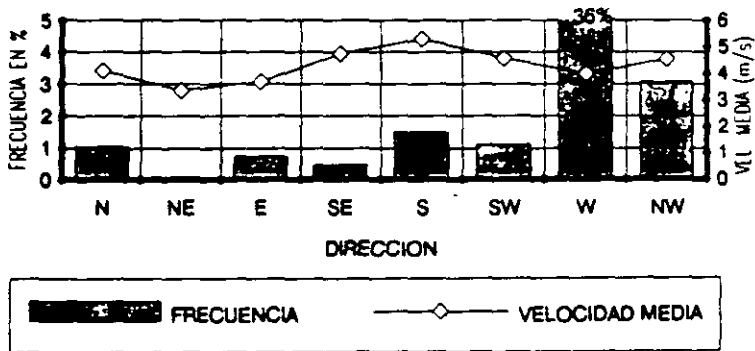 FRECUENCIA EN %
5
4
3
2
1
0
36%
6
5
4
3
2
1
0
VEL MEDIA (m/s)
N NE E SE S SW W NW
DIRECCION
FRECUENCIA VELOCIDAD MEDIA